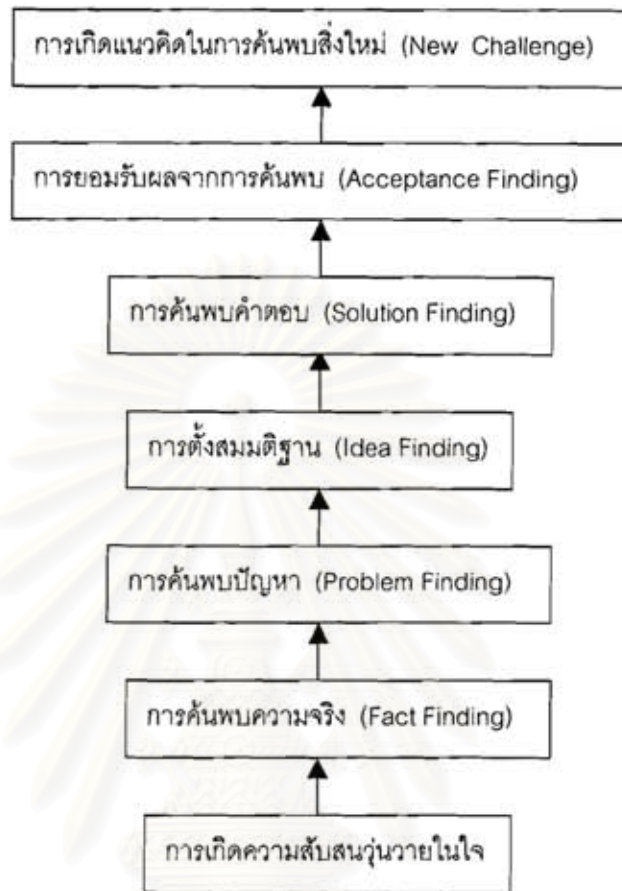 การเกิดแนวคิดในการค้นพบสิ่งใหม่ (New Challenge)
การยอมรับผลจากการค้นพบ (Acceptance Finding)
การค้นพบคำตอบ (Solution Finding)
การตั้งสมมติฐาน (Idea Finding)
การค้นพบปัญหา (Problem Finding)
การค้นพบความจริง (Fact Finding)
การเกิดความสับสนวุ่นวายในใจ